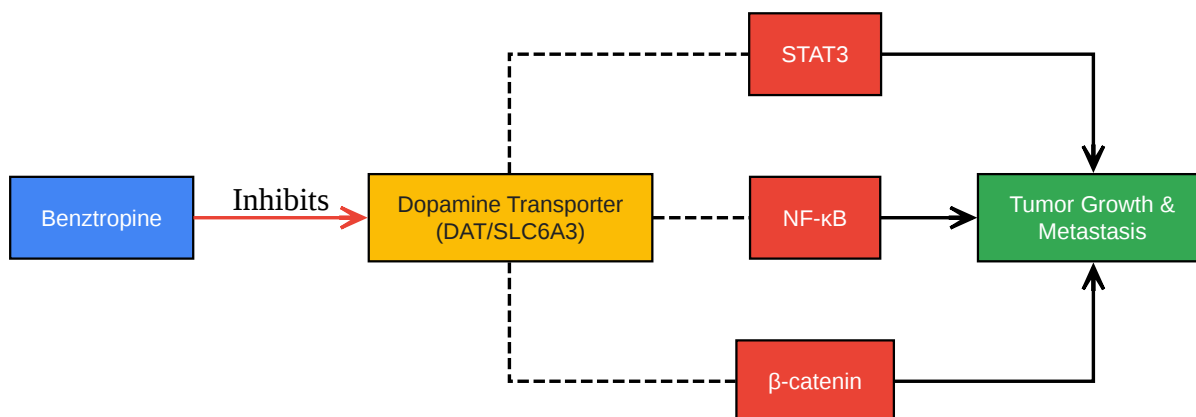 STAT3
Benztropine
Inhibits
Dopamine Transporter
(DAT/SLC6A3)
NF-κB
Tumor Growth &
Metastasis
β-catenin